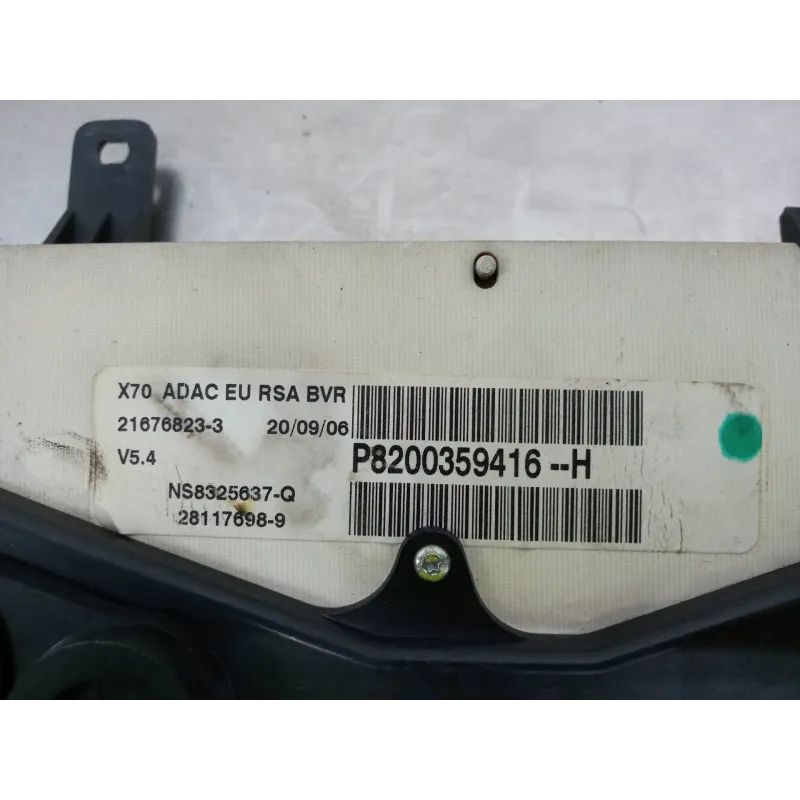 X70 ADAC EU RSA BVR
21676823-3 20/09/06
V5.4
P8200359416--H
NS8325637-Q
28117698-9